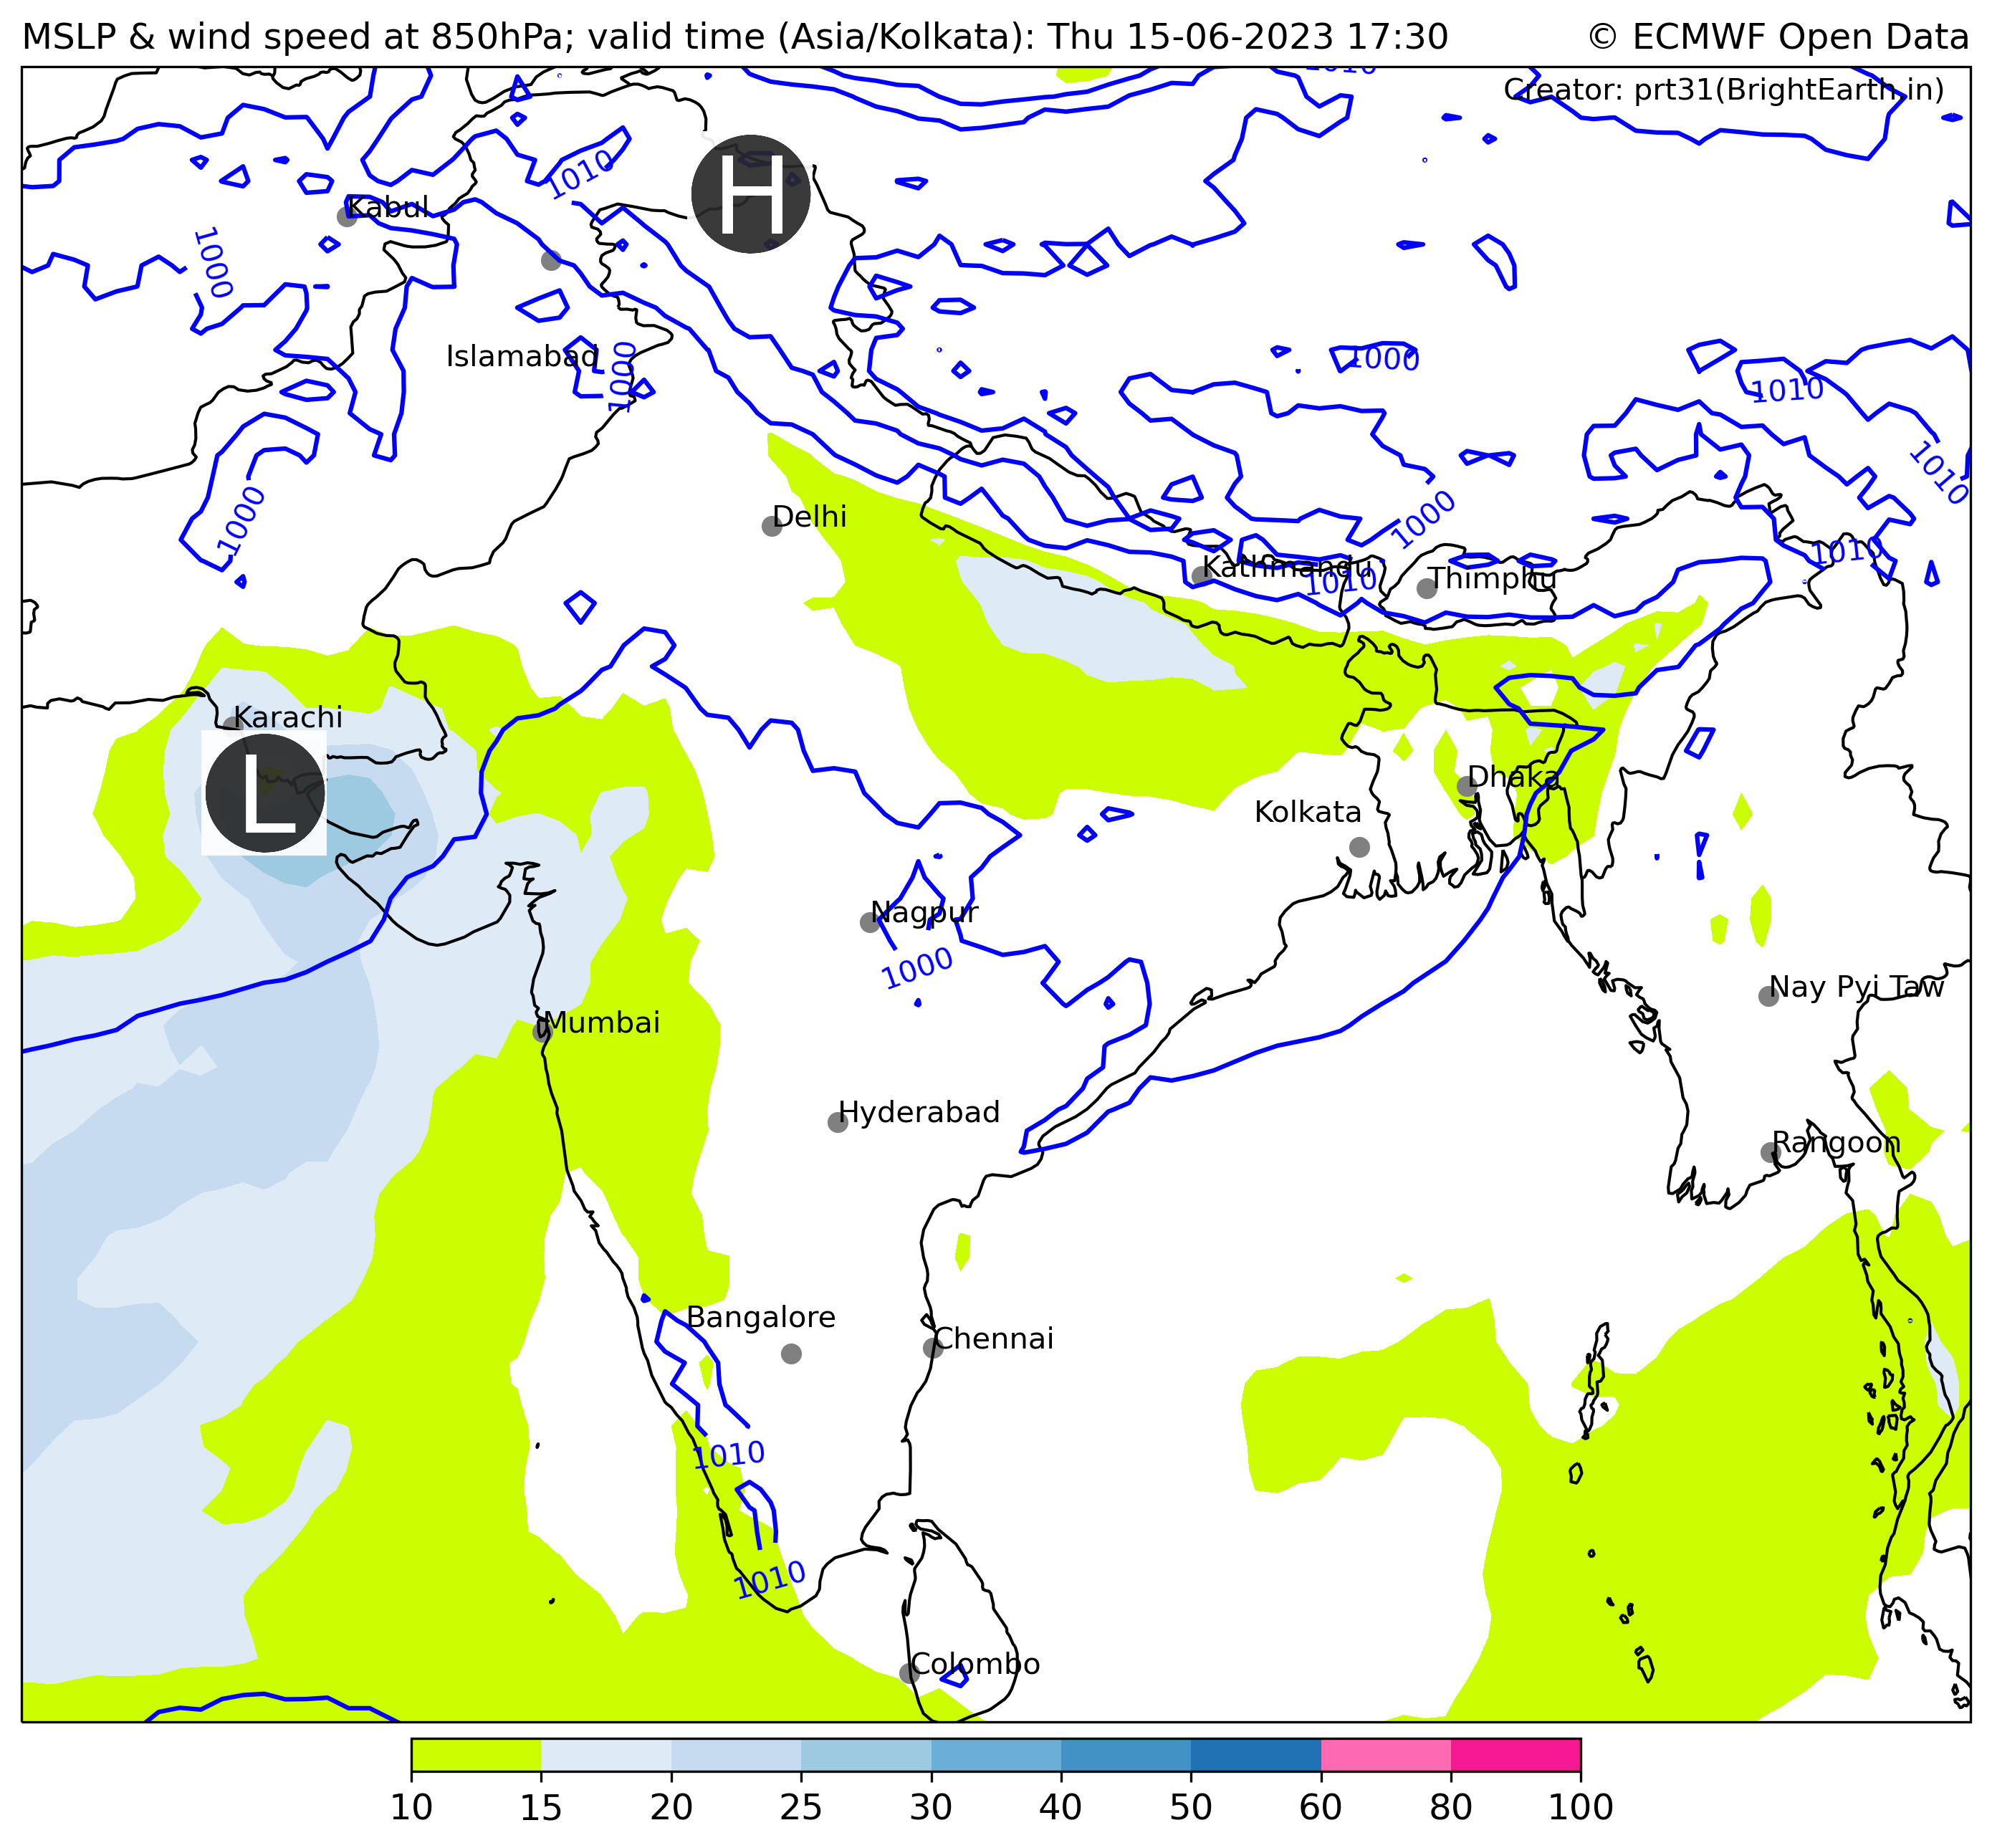 MSLP & wind speed at 850hPa; valid time (Asia/Kolkata): Thu 15-06-2023 17:30 © ECMWF Open Data
1010
Creator: prt31(BrightEarth.in)
H
1010
Kabul
1000
Islamabad
1000
1000
1010
1010
1000
1000
Delhi
1010
Kathmandu
1010
Thimphu
Karachi
L
Dhaka
Kolkata
Nagpur
1000
Nay Pyi Taw
Mumbai
Hyderabad
Rangoon
Bangalore
Chennai
1010
1010
Colombo
10 15 20 25 30 40 50 60 80 100